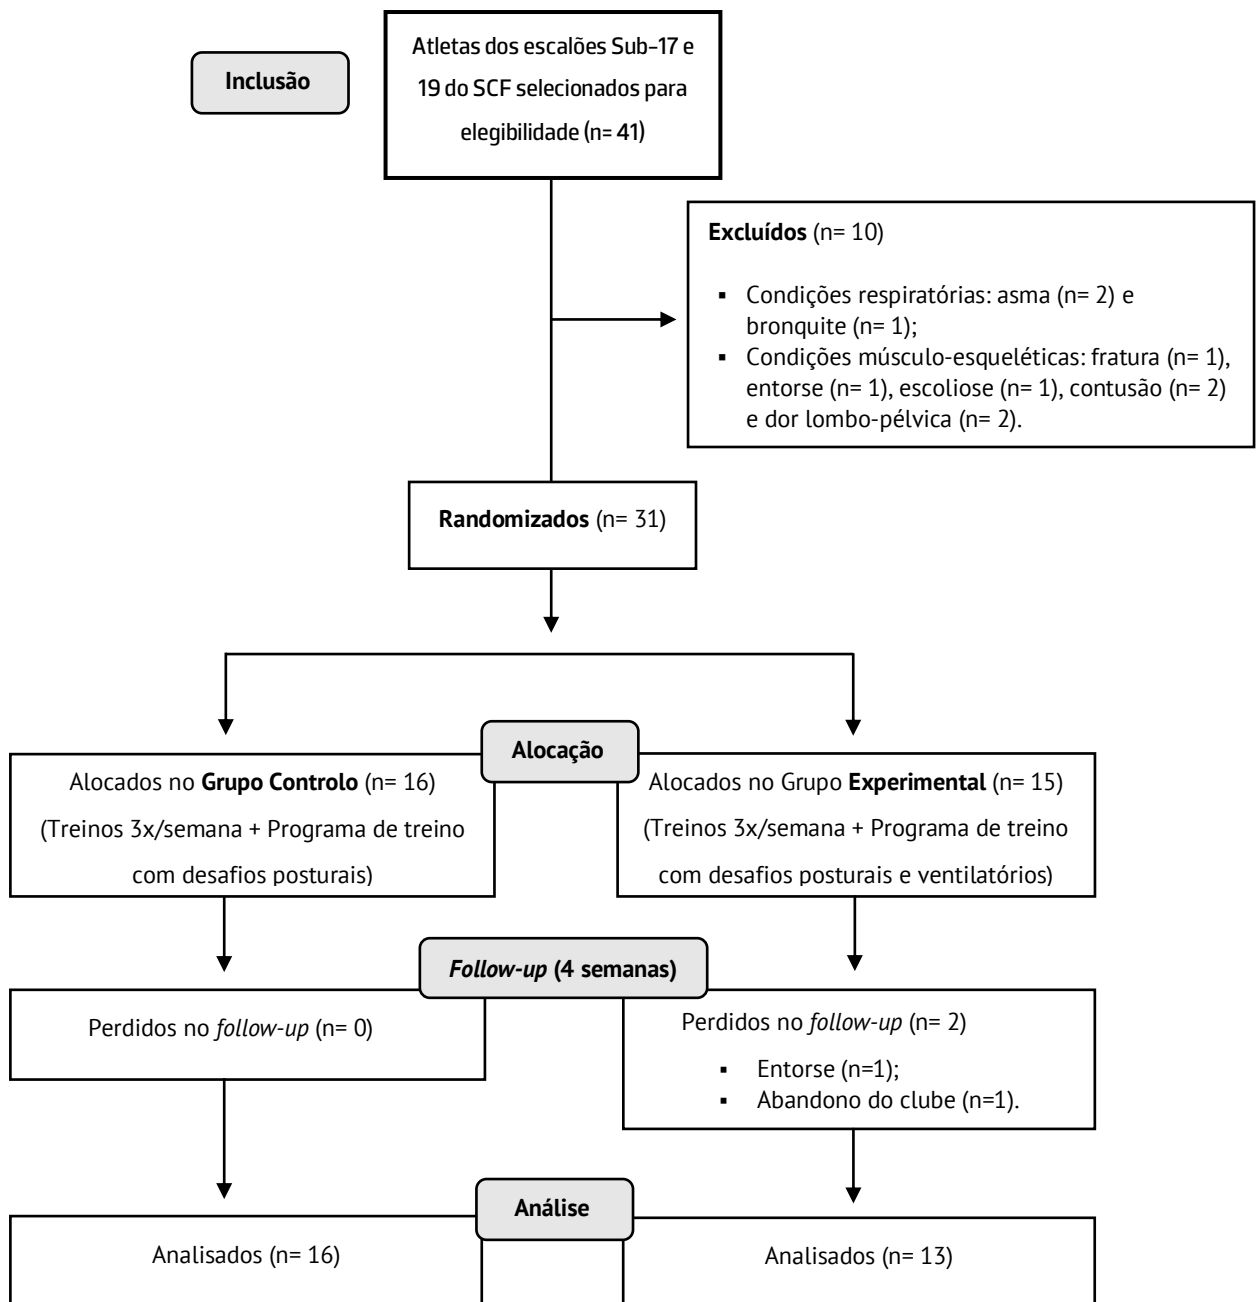 Inclusão
Atletas dos escalões Sub-17 e
19 do SCF selecionados para
elegibilidade (n= 41)
Excluídos (n= 10)
▪ Condições respiratórias: asma (n= 2) e
bronquite (n= 1);
▪ Condições músculo-esqueléticas: fratura (n= 1),
entorse (n= 1), escoliose (n= 1), contusão (n= 2)
e dor lombo-pélvica (n= 2).
Randomizados (n= 31)
Alocação
Alocados no Grupo Controlo (n= 16)
(Treinos 3x/semana + Programa de treino
com desafios posturais)
Alocados no Grupo Experimental (n= 15)
(Treinos 3x/semana + Programa de treino
com desafios posturais e ventilatórios)
Follow-up (4 semanas)
Perdidos no follow-up (n= 0)
Perdidos no follow-up (n= 2)
▪ Entorse (n=1);
▪ Abandono do clube (n=1).
Análise
Analisados (n= 16)
Analisados (n= 13)